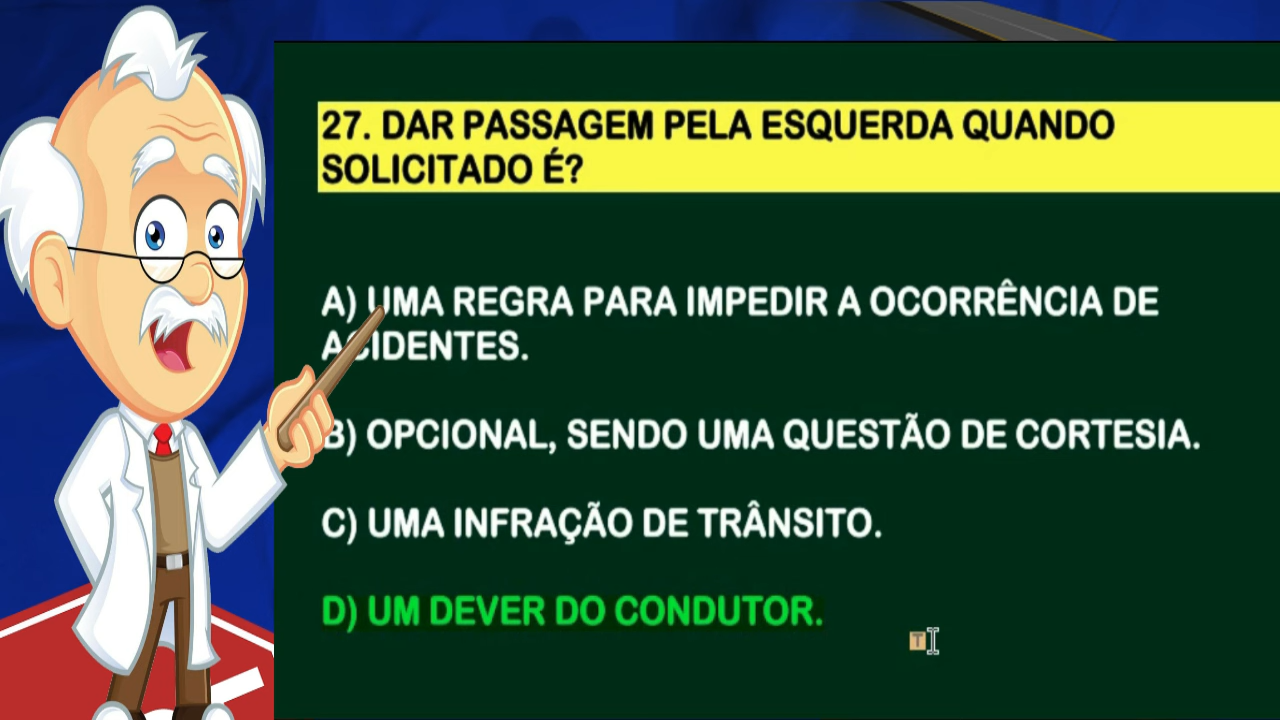 27. DAR PASSAGEM PELA ESQUERDA QUANDO
SOLICITADO É?
A) UMA REGRA PARA IMPEDIR A OCORRÊNCIA DE
ACIDENTES.
B) OPCIONAL, SENDO UMA QUESTÃO DE CORTESIA.
C) UMA INFRAÇÃO DE TRÂNSITO.
D) UM DEVER DO CONDUTOR.
T